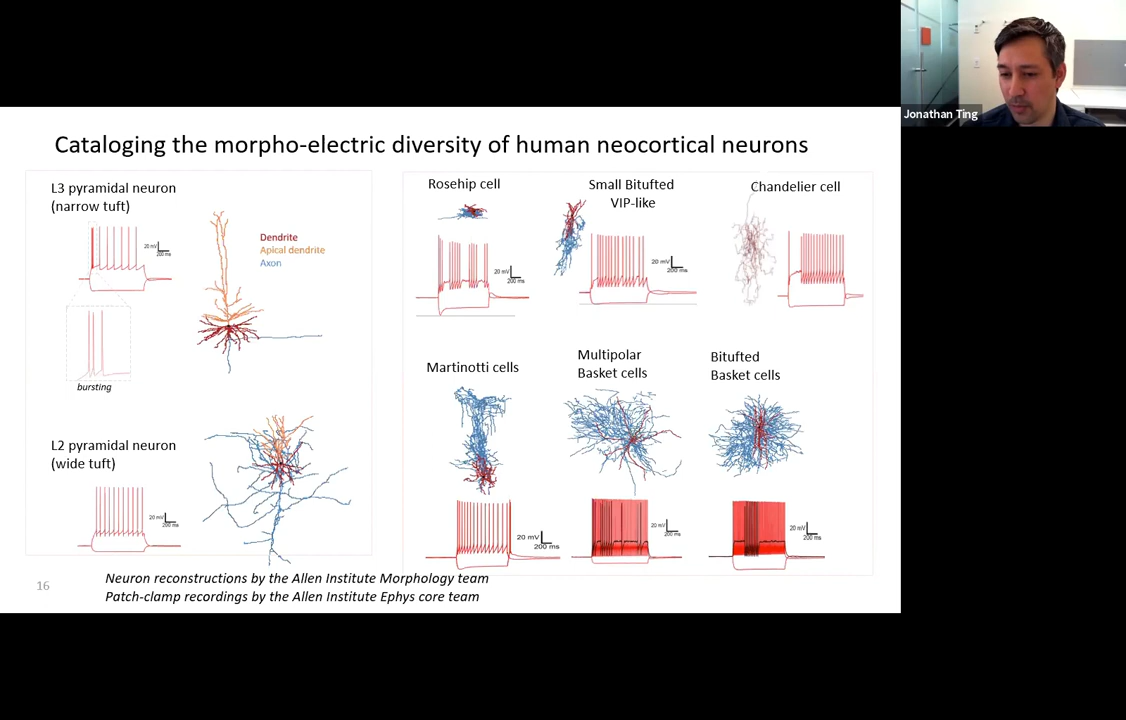 Jonathan Ting
Cataloging the morpho-electric diversity of human neocortical neurons
L3 pyramidal neuron
(narrow tuft)
20 mV
200 ms
Dendrite
Apical dendrite
Axon
bursting
L2 pyramidal neuron
(wide tuft)
20 mV
200 ms
Rosehip cell
20 mV
200 ms
Small Bitufted
VIP-like
20 mV
200 ms
Chandelier cell
Martinotti cells
20 mV
200 ms
Multipolar
Basket cells
20 mV
200 ms
Bitufted
Basket cells
20 mV
200 ms
16
Neuron reconstructions by the Allen Institute Morphology team
Patch-clamp recordings by the Allen Institute Ephys core team